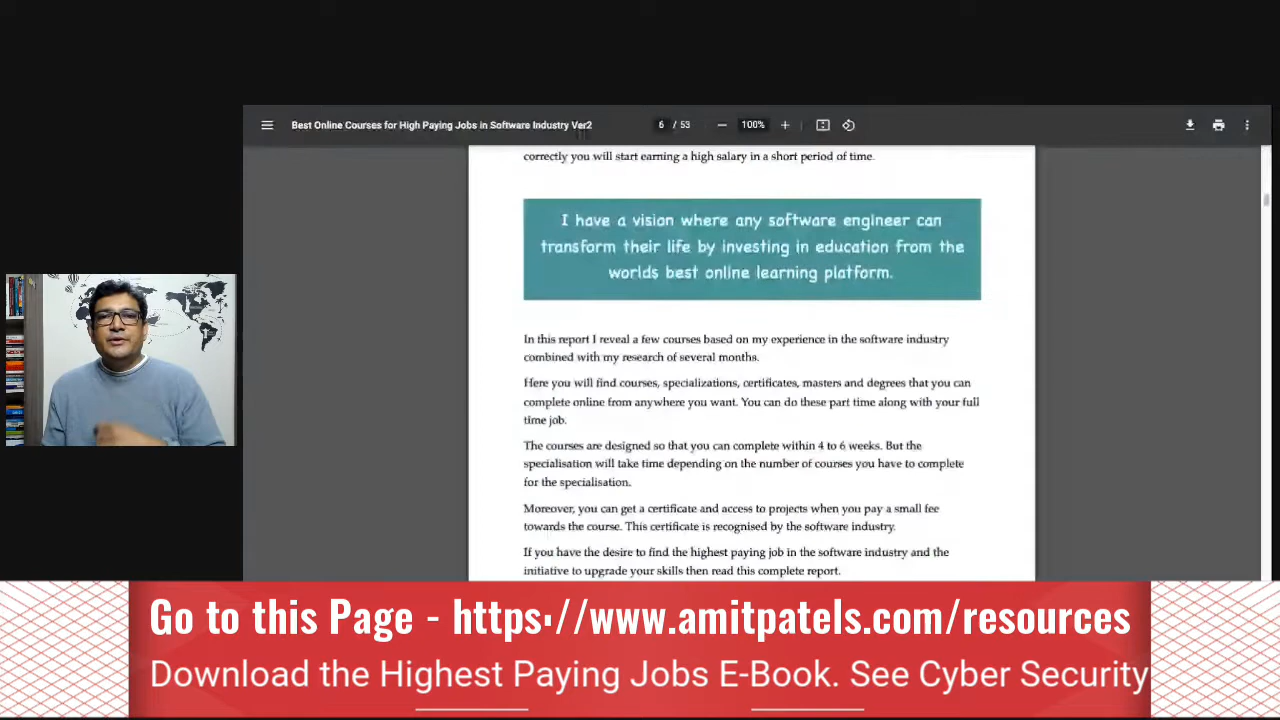 Best Online Courses for High Paying Jobs in Software Industry Ver2
6 / 53
100%
correctly you will start earning a high salary in a short period of time.
I have a vision where any software engineer can
transform their life by investing in education from the
worlds best online learning platform.
In this report I reveal a few courses based on my experience in the software industry
combined with my research of several months.
Here you will find courses, specializations, certificates, masters and degrees that you can
complete online from anywhere you want. You can do these part time along with your full
time job.
The courses are designed so that you can complete within 4 to 6 weeks. But the
specialisation will take time depending on the number of courses you have to complete
for the specialisation.
Moreover, you can get a certificate and access to projects when you pay a small fee
towards the course. This certificate is recognised by the software industry.
If you have the desire to find the highest paying job in the software industry and the
initiative to upgrade your skills then read this complete report.
Go to this Page - https://www.amitpatels.com/resources
Download the Highest Paying Jobs E-Book. See Cyber Security